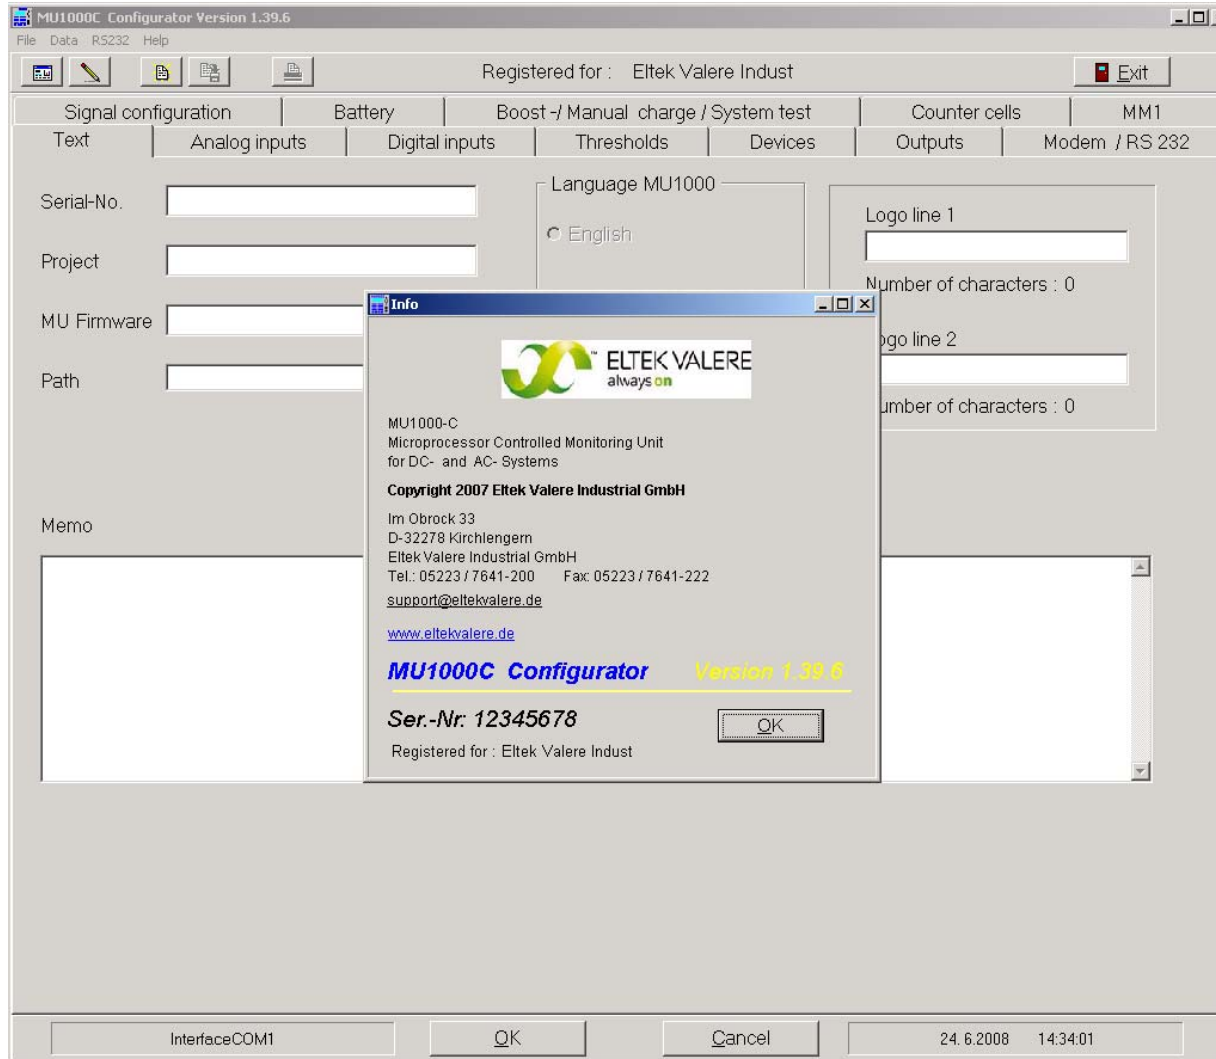 MU1000C Configurator Version 1.39.6
File Data RS232 Help
Registered for : Eltek Valere Indust
Exit
Signal configuration Battery Boost -/ Manual charge / System test Counter cells MM1
Text Analog inputs Digital inputs Thresholds Devices Outputs Modem / RS 232
Serial-No.
Project
MU Firmware
Path
Language MU1000
English
Logo line 1
Number of characters : 0
ogo line 2
umber of characters : 0
Memo
Info
ELTEK VALERE
always on
MU1000-C
Microprocessor Controlled Monitoring Unit
for DC- and AC- Systems
Copyright 2007 Eltek Valere Industrial GmbH
Im Obrock 33
D-32278 Kirchlengern
Eltek Valere Industrial GmbH
Tel.: 05223 / 7641-200 Fax: 05223 / 7641-222
support@eltekvalere.de
www.eltekvalere.de
MU1000C Configurator Version 1.39.6
Ser.-Nr: 12345678
OK
Registered for : Eltek Valere Indust
InterfaceCOM1 OK Cancel 24. 6.2008 14:34:01